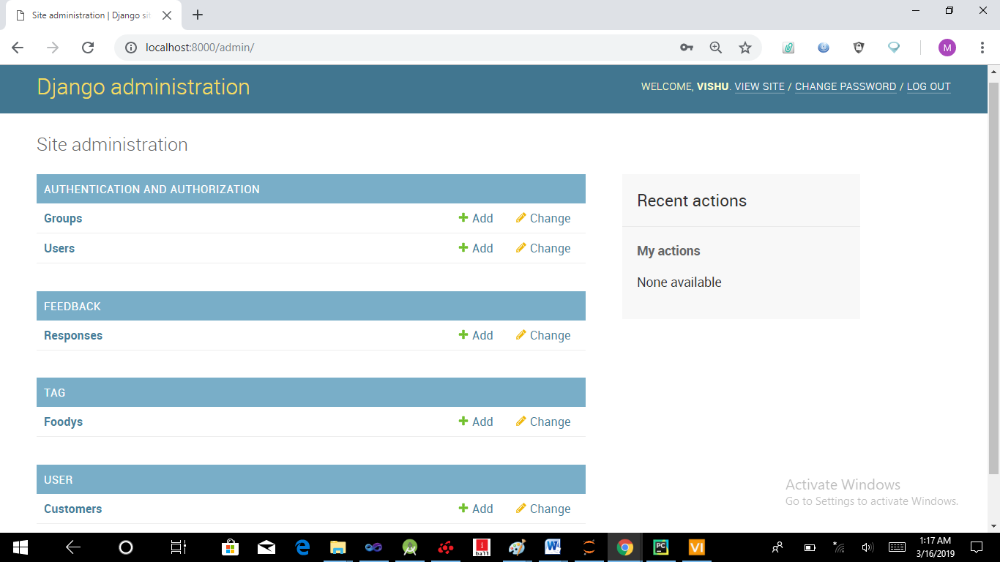 Site administration | Django sit
localhost:8000/admin/
M
Django administration
WELCOME, VISHU. VIEW SITE / CHANGE PASSWORD / LOG OUT
Site administration
AUTHENTICATION AND AUTHORIZATION
Groups Add Change
Users Add Change
FEEDBACK
Responses Add Change
TAG
Foodys Add Change
USER
Customers Add Change
Recent actions
My actions
None available
Activate Windows
Go to Settings to activate Windows.
i
ball
W
PC
VI
1:17 AM
3/16/2019